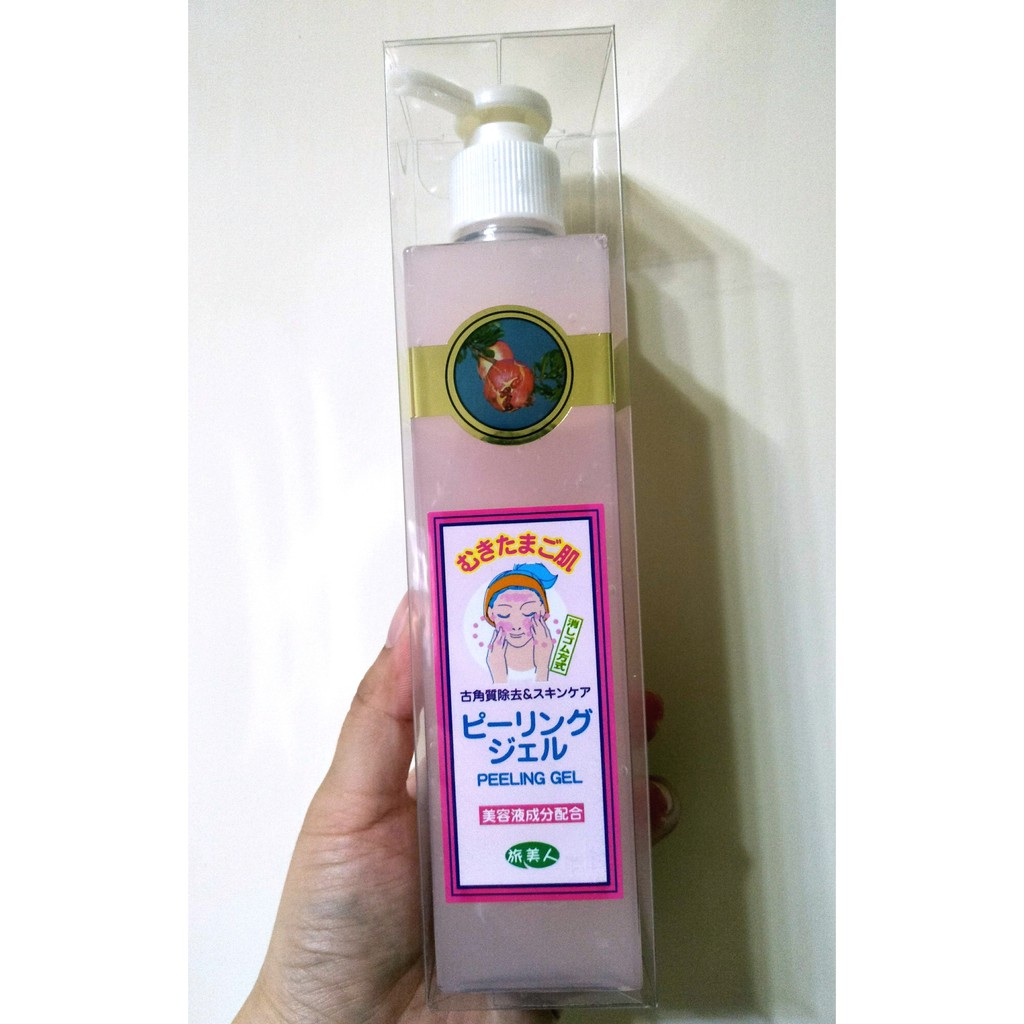 むきたまご肌
消しゴム方式
古角質除去&スキンケア
ピーリング
ジェル
PEELING GEL
美容液成分配合
旅美人